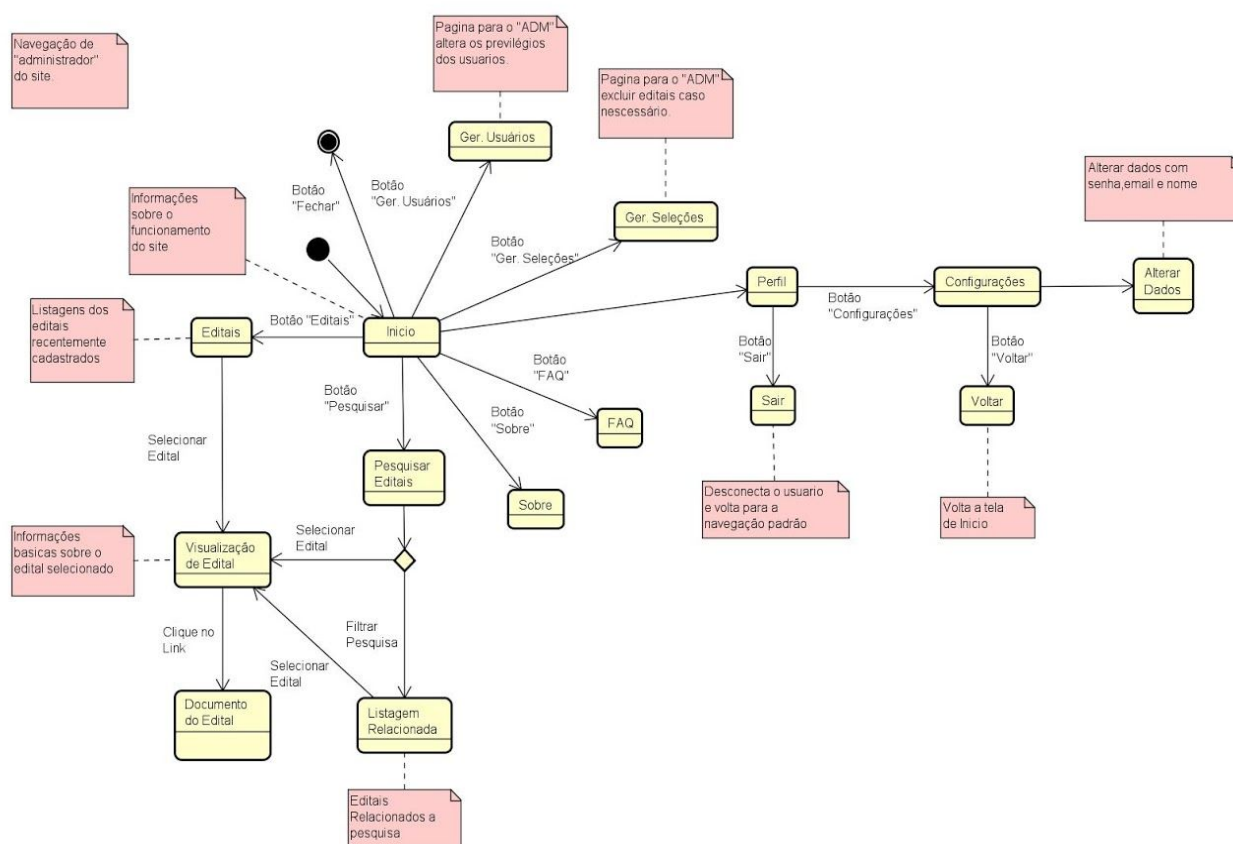 Navegação de
"administrador"
do site.
Pagina para o "ADM"
altera os previlégios
dos usuarios.
Pagina para o "ADM"
excluir editais caso
nescessário.
Ger. Usuários
Botão
"Fechar"
Botão
"Ger. Usuários"
Informações
sobre o
funcionamento
do site
Ger. Seleções
Botão
"Ger. Seleções"
Alterar dados com
senha,email e nome
Perfil
Botão
"Configurações"
Configurações
Alterar
Dados
Listagens dos
editais
recentemente
cadastrados
Editais
Botão "Editais"
Inicio
Botão
"Sair"
Botão
"Voltar"
Botão
"FAQ"
Botão
"Pesquisar"
Botão
"Sobre"
FAQ
Sair
Voltar
Selecionar
Edital
Pesquisar
Editais
Sobre
Desconecta o usuario
e volta para a
navegação padrão
Volta a tela
de Inicio
Informações
basicas sobre o
edital selecionado
Visualização
de Edital
Selecionar
Edital
Clique no
Link
Filtrar
Pesquisa
Selecionar
Edital
Documento
do Edital
Listagem
Relacionada
Editais
Relacionados a
pesquisa